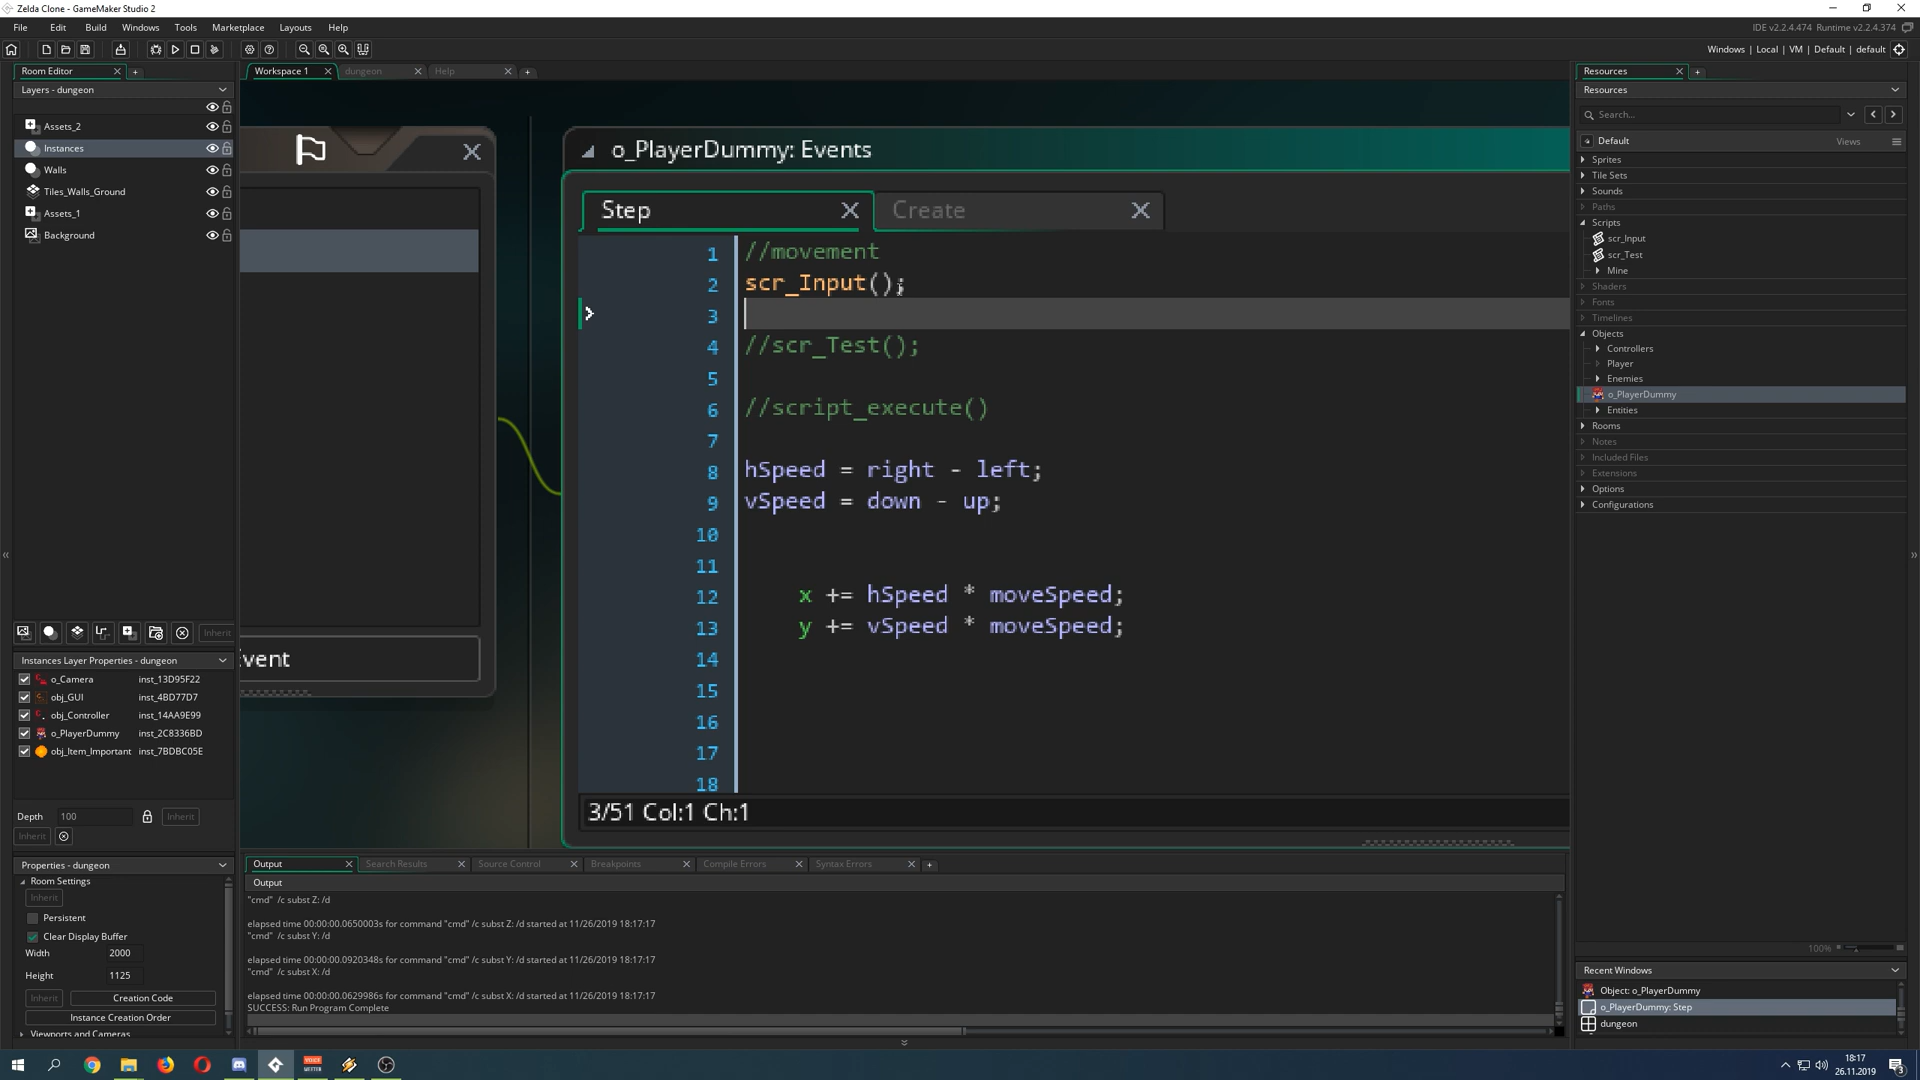 Zelda Clone - GameMaker Studio 2
File Edit Build Windows Tools Marketplace Layouts Help
IDE v2.2.4.474 Runtime v2.2.4.374
Windows | Local | VM | Default | default
Room Editor
Layers - dungeon
Assets_2
Instances
Walls
Tiles_Walls_Ground
Assets_1
Background
Inherit
Instances Layer Properties - dungeon
o_Camera inst_13D95F22
obj_GUI inst_4BD77D7
obj_Controller inst_14AA9E99
o_PlayerDummy inst_2C8336BD
obj_Item_Important inst_7BDBC05E
Depth 100 Inherit
Inherit
Properties - dungeon
Room Settings
Inherit
Persistent
Clear Display Buffer
Width 2000
Height 1125
Inherit Creation Code
Instance Creation Order
Viewports and Cameras
Workspace 1 dungeon Help
vent
o_PlayerDummy: Events
Step Create
1 //movement
2 scr_Input();
3
4 //scr_Test();
5
6 //script_execute()
7
8 hSpeed = right - left;
9 vSpeed = down - up;
10
11
12 x += hSpeed * moveSpeed;
13 y += vSpeed * moveSpeed;
14
15
16
17
18
3/51 Col:1 Ch:1
Output Search Results Source Control Breakpoints Compile Errors Syntax Errors
Output
"cmd" /c subst Z: /d
elapsed time 00:00:00.0650003s for command "cmd" /c subst Z: /d started at 11/26/2019 18:17:17
"cmd" /c subst Y: /d
elapsed time 00:00:00.0920348s for command "cmd" /c subst Y: /d started at 11/26/2019 18:17:17
"cmd" /c subst X: /d
elapsed time 00:00:00.0629986s for command "cmd" /c subst X: /d started at 11/26/2019 18:17:17
SUCCESS: Run Program Complete
Resources
Resources
Search...
Default Views
Sprites
Tile Sets
Sounds
Paths
Scripts
scr_Input
scr_Test
Mine
Shaders
Fonts
Timelines
Objects
Controllers
Player
Enemies
o_PlayerDummy
Entities
Rooms
Notes
Included Files
Extensions
Options
Configurations
100%
Recent Windows
Object: o_PlayerDummy
o_PlayerDummy: Step
dungeon
18:17
26.11.2019